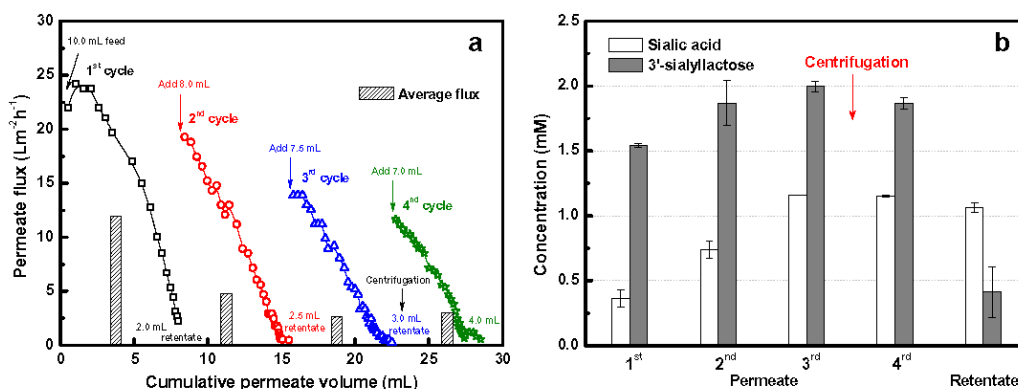 a
30
25
20
15
10
5
0
Permeate flux (Lm⁻²h⁻¹)
10.0 mL feed
1ˢᵗ cycle
Add 8.0 mL
2ⁿᵈ cycle
Average flux
Add 7.5 mL
3ʳᵈ cycle
Add 7.0 mL
4ⁿᵈ cycle
Centrifugation
2.0 mL
retentate
2.5 mL
retentate
3.0 mL
retentate
4.0 mL
0 5 10 15 20 25 30
Cumulative permeate volume (mL)
b
2.5
2.0
1.5
1.0
0.5
0.0
Concentration (mM)
Sialic acid
3'-sialyllactose
Centrifugation
1ˢᵗ 2ⁿᵈ 3ʳᵈ 4ʳᵈ Retentate
Permeate